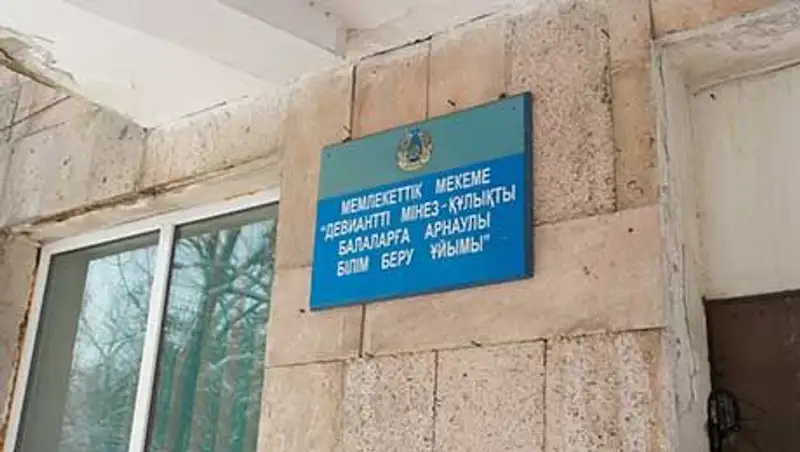 МЕМЛЕКЕТТІК МЕКЕМЕ
"ДЕВИАНТТІ МІНЕЗ-ҚҰЛЫҚТЫ
БАЛАЛАРҒА АРНАУЛЫ
БІЛІМ БЕРУ ҰЙЫМЫ"